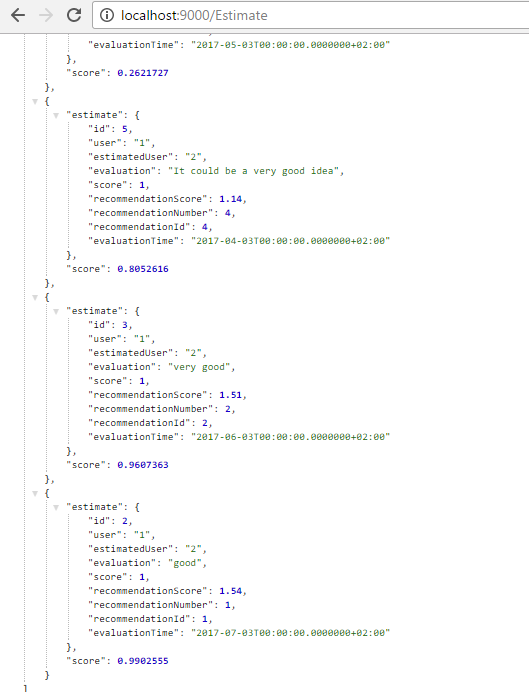 localhost:9000/Estimate
"evaluationTime": "2017-05-03T00:00:00.0000000+02:00"
},
"score": 0.2621727
},
{
"estimate": {
"id": 5,
"user": "1",
"estimatedUser": "2",
"evaluation": "It could be a very good idea",
"score": 1,
"recommendationScore": 1.14,
"recommendationNumber": 4,
"recommendationId": 4,
"evaluationTime": "2017-04-03T00:00:00.0000000+02:00"
},
"score": 0.8052616
},
{
"estimate": {
"id": 3,
"user": "1",
"estimatedUser": "2",
"evaluation": "very good",
"score": 1,
"recommendationScore": 1.51,
"recommendationNumber": 2,
"recommendationId": 2,
"evaluationTime": "2017-06-03T00:00:00.0000000+02:00"
},
"score": 0.9607363
},
{
"estimate": {
"id": 2,
"user": "1",
"estimatedUser": "2",
"evaluation": "good",
"score": 1,
"recommendationScore": 1.54,
"recommendationNumber": 1,
"recommendationId": 1,
"evaluationTime": "2017-07-03T00:00:00.0000000+02:00"
},
"score": 0.9902555
}
]